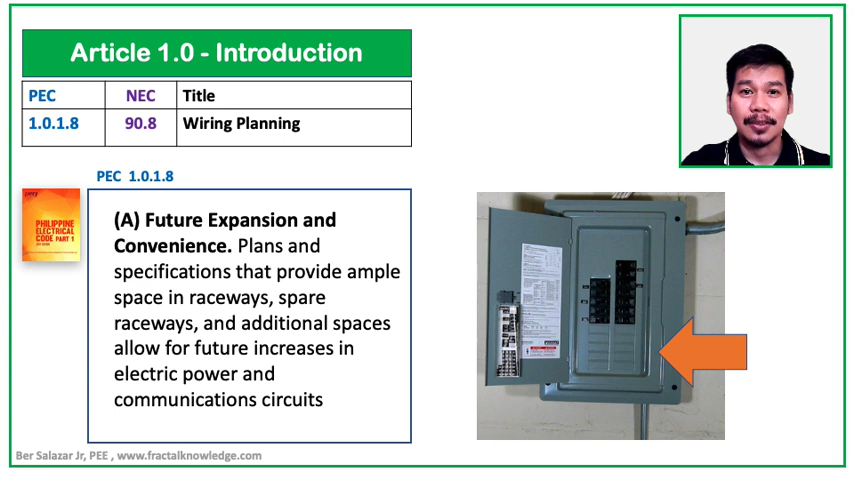 Article 1.0 - Introduction
PEC NEC Title
1.0.1.8 90.8 Wiring Planning
PEC 1.0.1.8
PHILIPPINE
ELECTRICAL
CODE PART 1
(A) Future Expansion and
Convenience. Plans and
specifications that provide ample
space in raceways, spare
raceways, and additional spaces
allow for future increases in
electric power and
communications circuits
Ber Salazar Jr, PEE , www.fractalknowledge.com